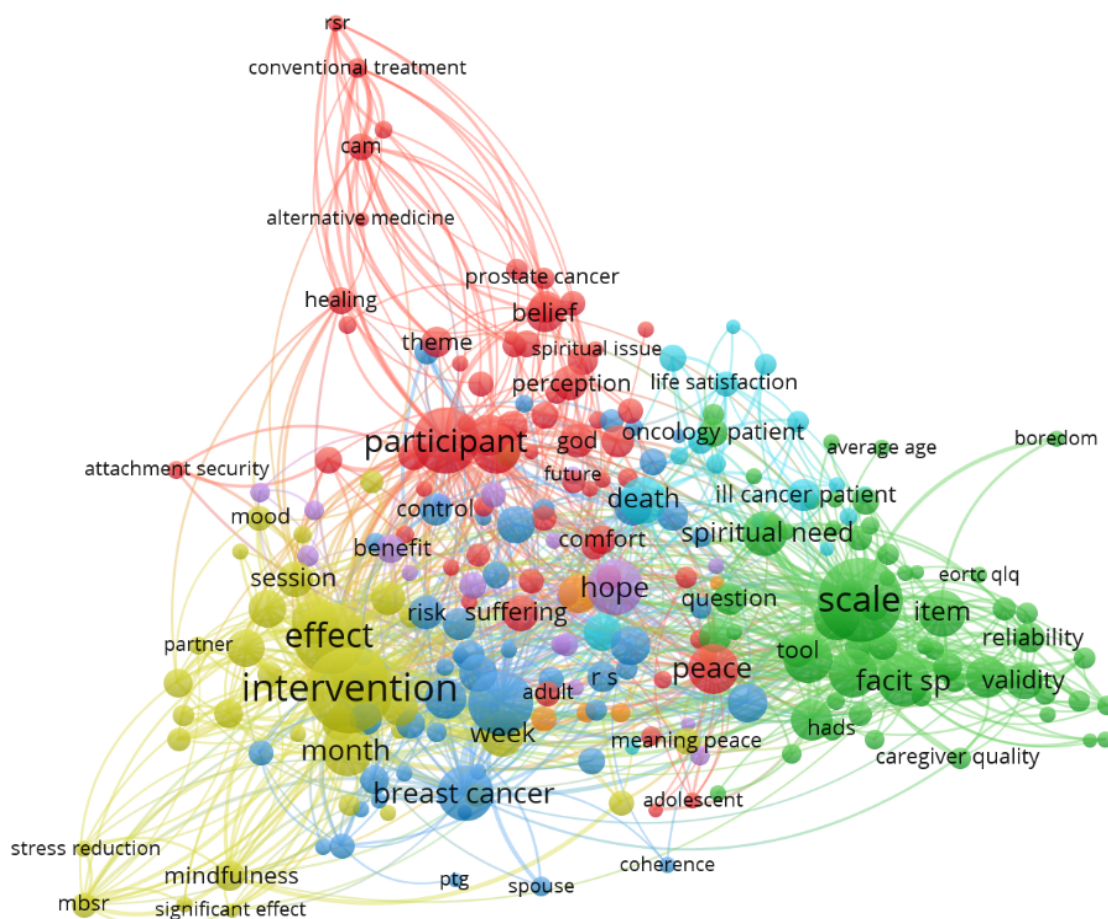 rsr
conventional treatment
cam
alternative medicine
prostate cancer
healing
belief
theme
spiritual issue
perception
life satisfaction
participant
god
oncology patient
boredom
average age
attachment security
future
death
ill cancer patient
mood
control
spiritual need
comfort
benefit
session
eortc qlq
hope
question
scale
item
risk
suffering
effect
reliability
partner
tool
peace
r s
facit sp
validity
intervention
adult
hads
week
meaning peace
month
caregiver quality
breast cancer
adolescent
stress reduction
coherence
mindfulness
ptg
spouse
mbsr
significant effect